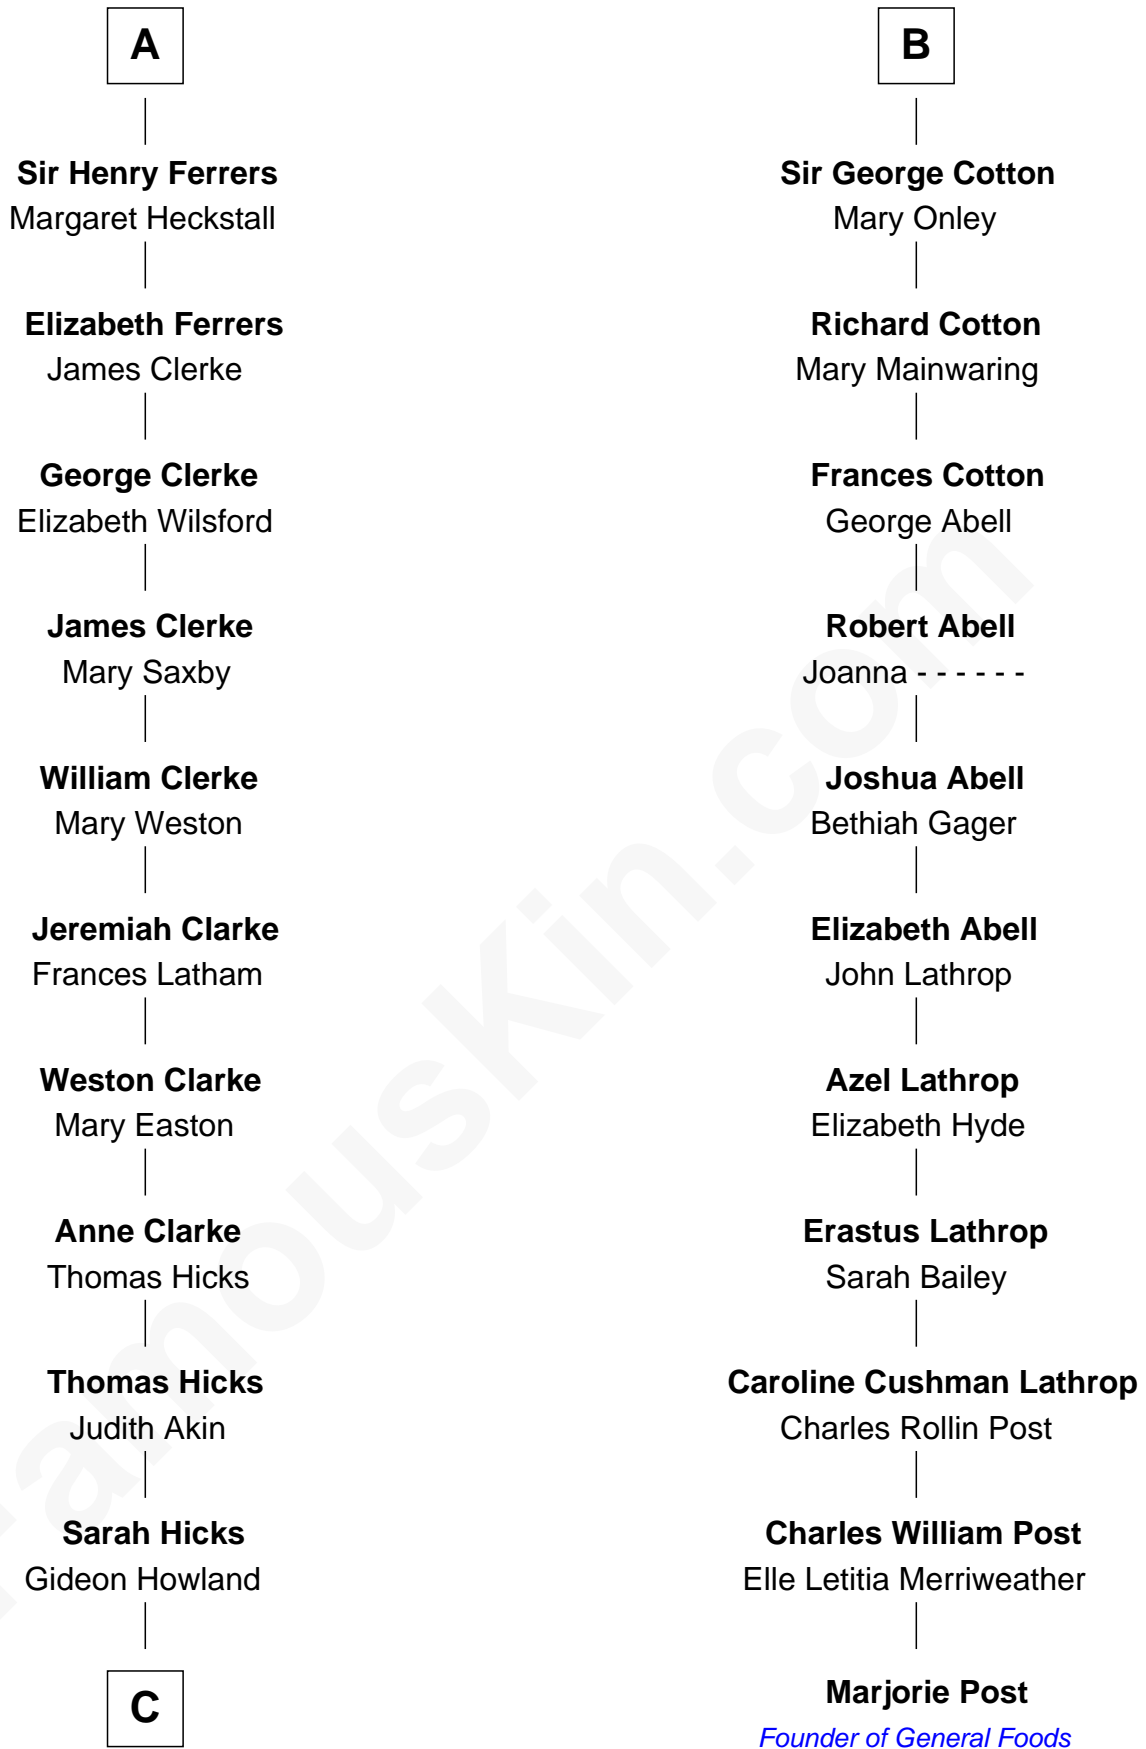 A
Sir Henry Ferrers
Margaret Heckstall
Elizabeth Ferrers
James Clerke
George Clerke
Elizabeth Wilsford
James Clerke
Mary Saxby
William Clerke
Mary Weston
Jeremiah Clarke
Frances Latham
Weston Clarke
Mary Easton
Anne Clarke
Thomas Hicks
Thomas Hicks
Judith Akin
Sarah Hicks
Gideon Howland
C
B
Sir George Cotton
Mary Onley
Richard Cotton
Mary Mainwaring
Frances Cotton
George Abell
Robert Abell
Joanna - - - - - -
Joshua Abell
Bethiah Gager
Elizabeth Abell
John Lathrop
Azel Lathrop
Elizabeth Hyde
Erastus Lathrop
Sarah Bailey
Caroline Cushman Lathrop
Charles Rollin Post
Charles William Post
Elle Letitia Merriweather
Marjorie Post
Founder of General Foods
FamousKin.com